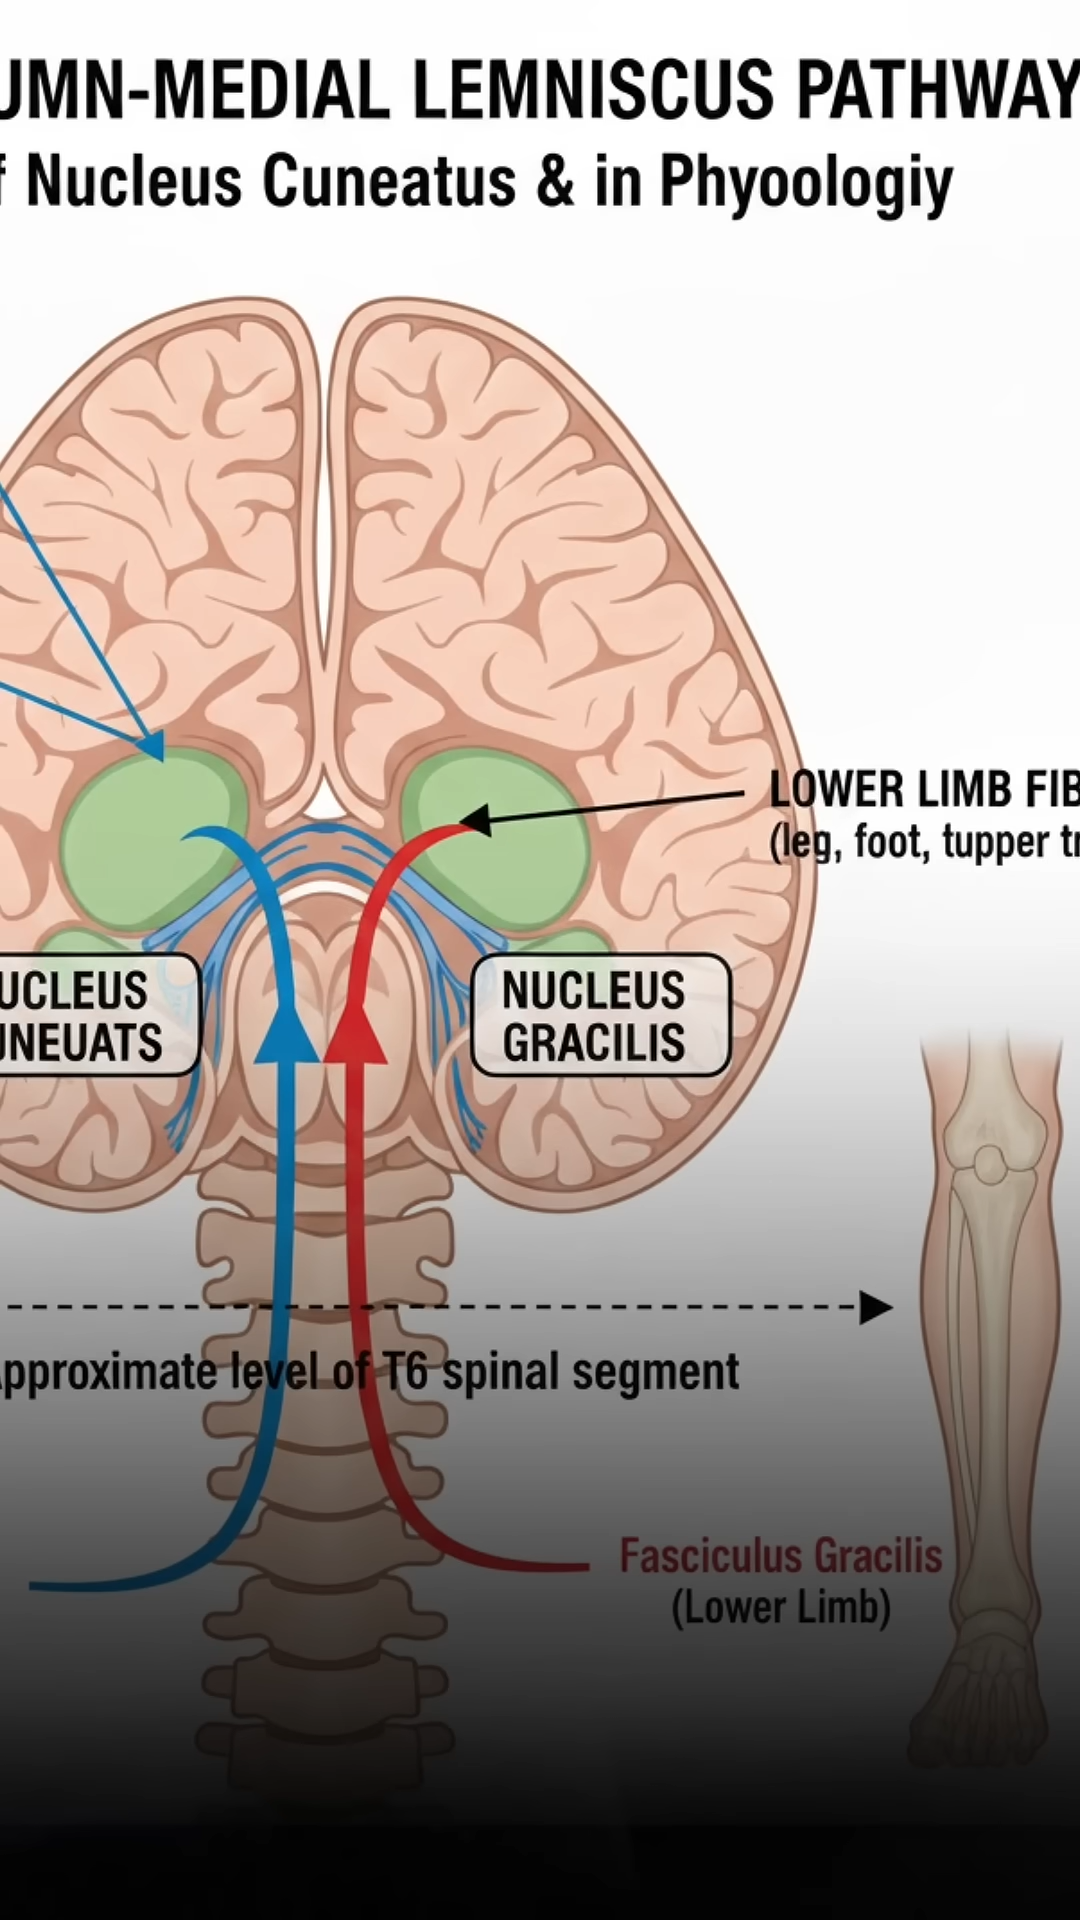 UMN-MEDIAL LEMNISCUS PATHWAY
f Nucleus Cuneatus & in Phyoologiy
LOWER LIMB FIB
(leg, foot, tupper tr
UCLEUS
UNEUATS
NUCLEUS
GRACILIS
Approximate level of T6 spinal segment
Fasciculus Gracilis
(Lower Limb)